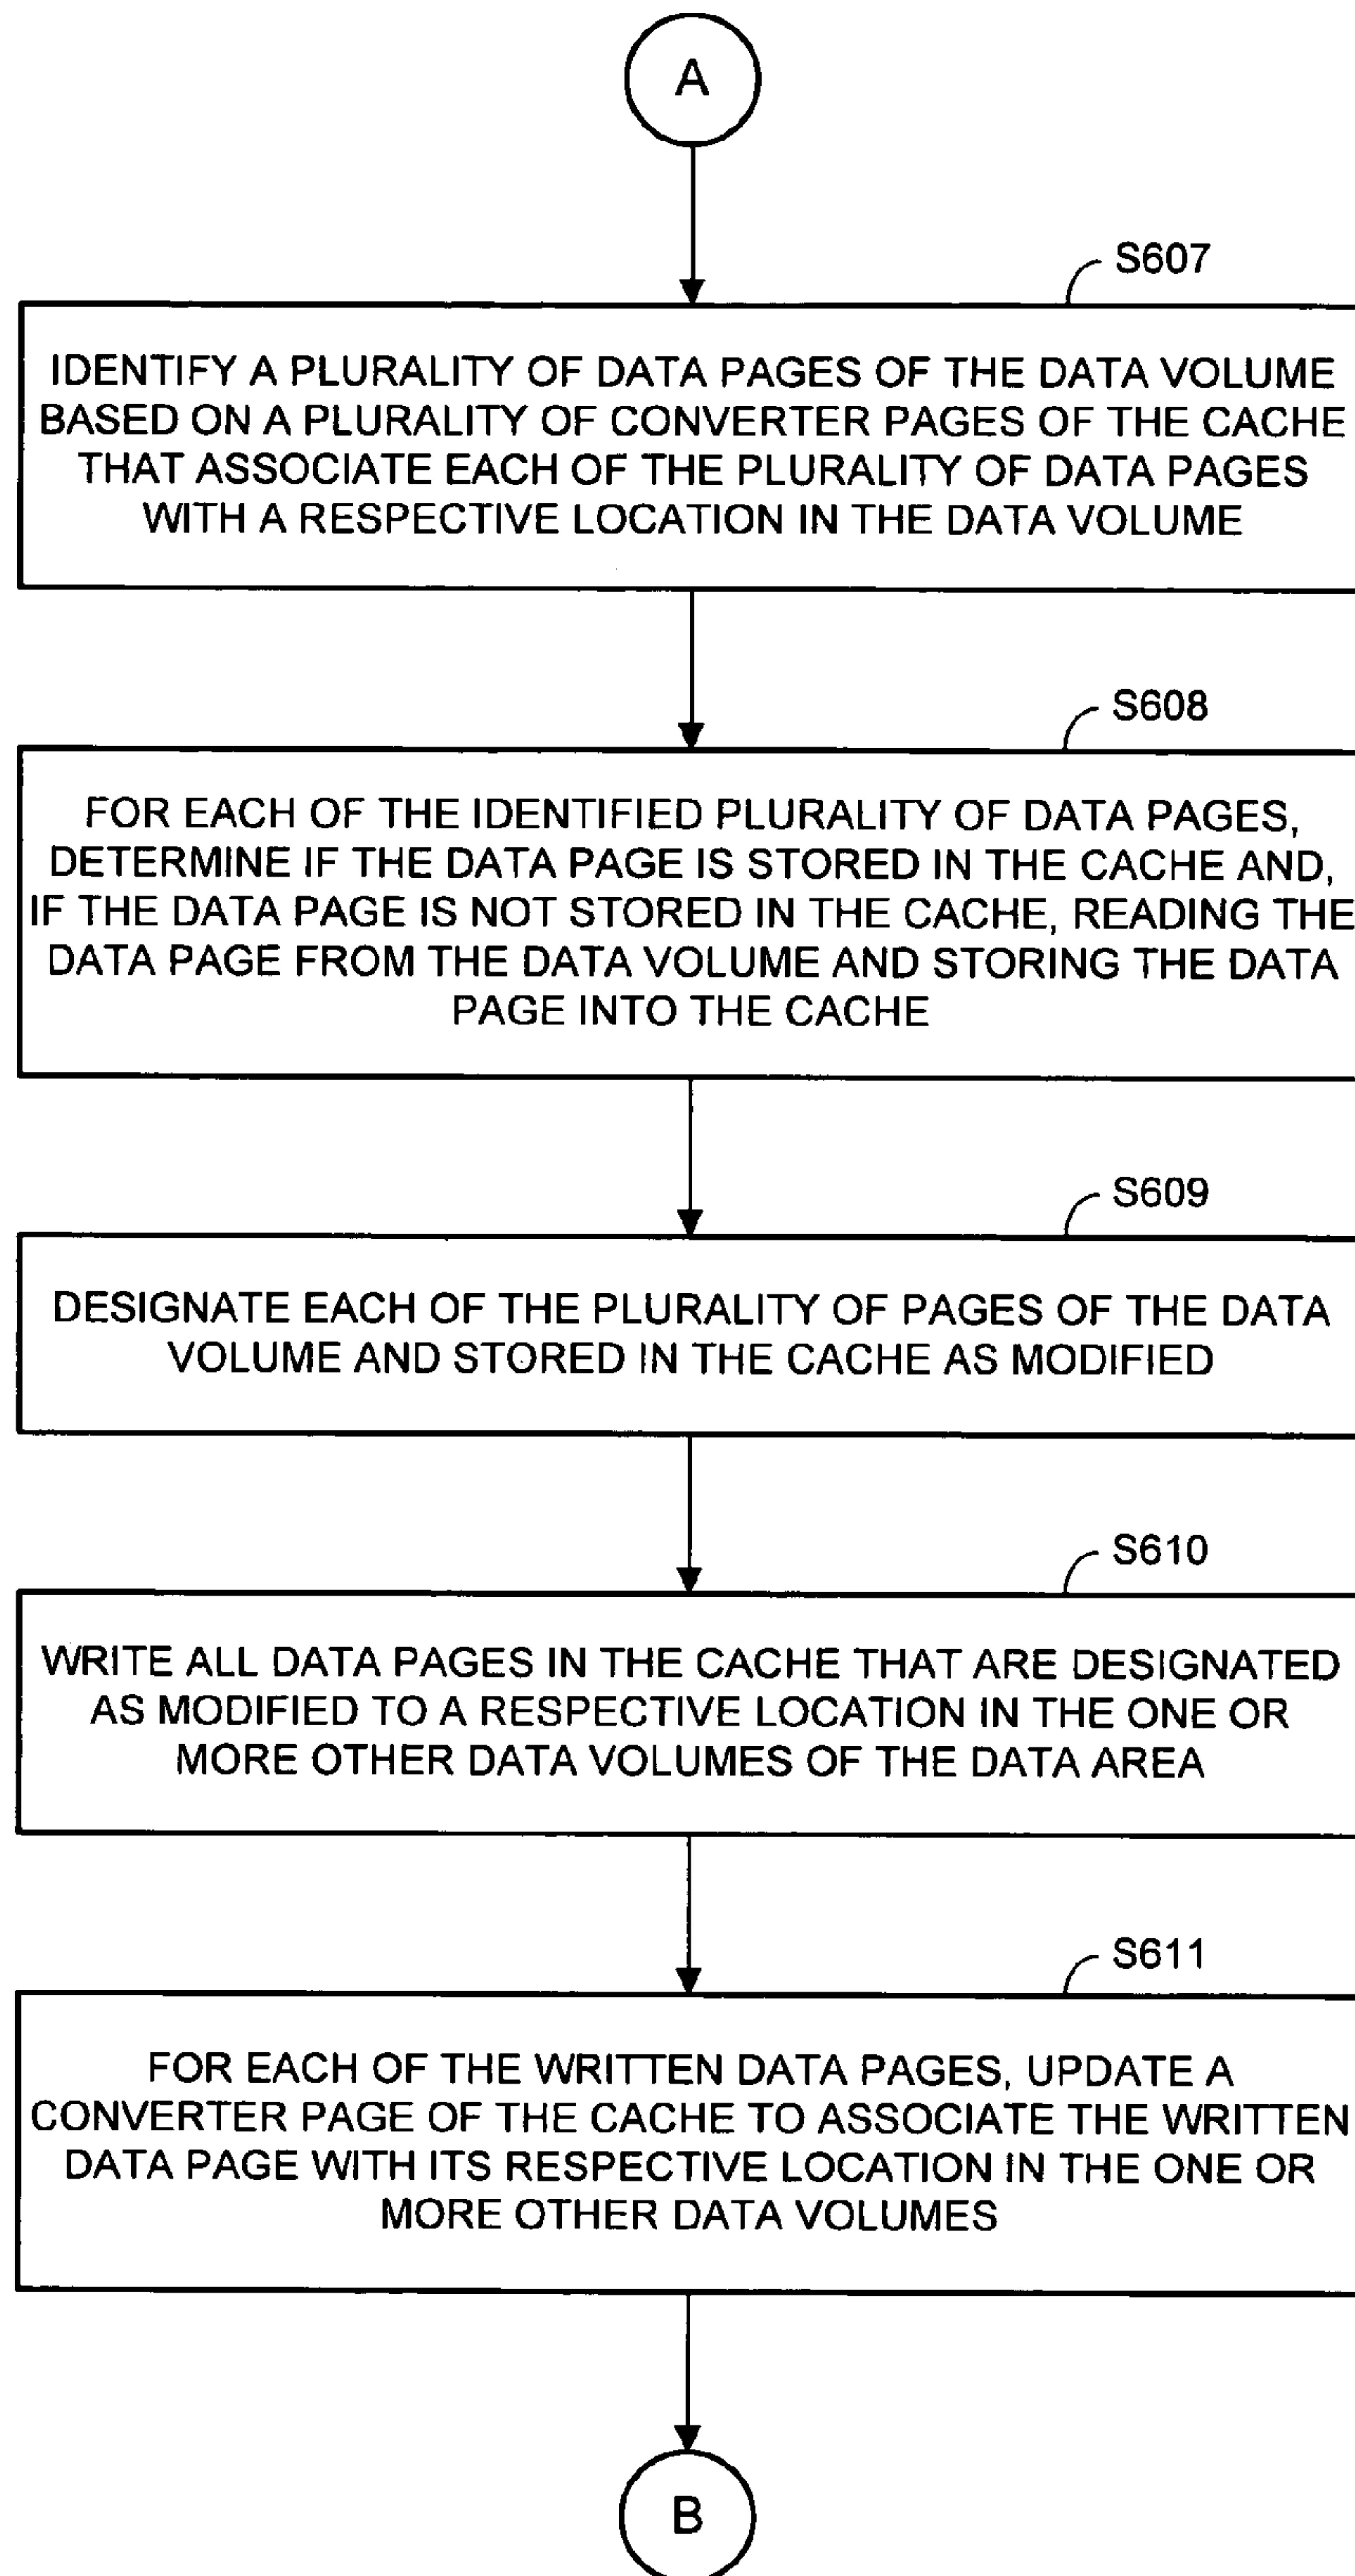 A
S607
IDENTIFY A PLURALITY OF DATA PAGES OF THE DATA VOLUME
BASED ON A PLURALITY OF CONVERTER PAGES OF THE CACHE
THAT ASSOCIATE EACH OF THE PLURALITY OF DATA PAGES
WITH A RESPECTIVE LOCATION IN THE DATA VOLUME
S608
FOR EACH OF THE IDENTIFIED PLURALITY OF DATA PAGES,
DETERMINE IF THE DATA PAGE IS STORED IN THE CACHE AND,
IF THE DATA PAGE IS NOT STORED IN THE CACHE, READING THE
DATA PAGE FROM THE DATA VOLUME AND STORING THE DATA
PAGE INTO THE CACHE
S609
DESIGNATE EACH OF THE PLURALITY OF PAGES OF THE DATA
VOLUME AND STORED IN THE CACHE AS MODIFIED
S610
WRITE ALL DATA PAGES IN THE CACHE THAT ARE DESIGNATED
AS MODIFIED TO A RESPECTIVE LOCATION IN THE ONE OR
MORE OTHER DATA VOLUMES OF THE DATA AREA
S611
FOR EACH OF THE WRITTEN DATA PAGES, UPDATE A
CONVERTER PAGE OF THE CACHE TO ASSOCIATE THE WRITTEN
DATA PAGE WITH ITS RESPECTIVE LOCATION IN THE ONE OR
MORE OTHER DATA VOLUMES
B